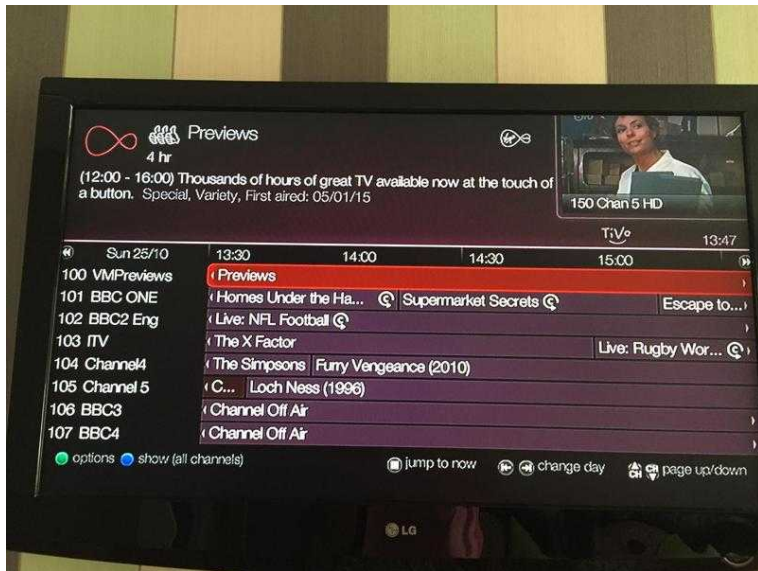 Previews
4 hr
(12:00 - 16:00) Thousands of hours of great TV available now at the touch of
a button. Special, Variety, First aired: 05/01/15
150 Chan 5 HD
TiVo
13:47
Sun 25/10 13:30 14:00 14:30 15:00
100 VMPreviews Previews
101 BBC ONE Homes Under the Ha... Supermarket Secrets Escape to...
102 BBC2 Eng Live: NFL Football
103 ITV The X Factor Live: Rugby Wor...
104 Channel4 The Simpsons Furry Vengeance (2010)
105 Channel 5 C... Loch Ness (1996)
106 BBC3 Channel Off Air
107 BBC4 Channel Off Air
options show (all channels) jump to now change day CH CH page up/down
LG